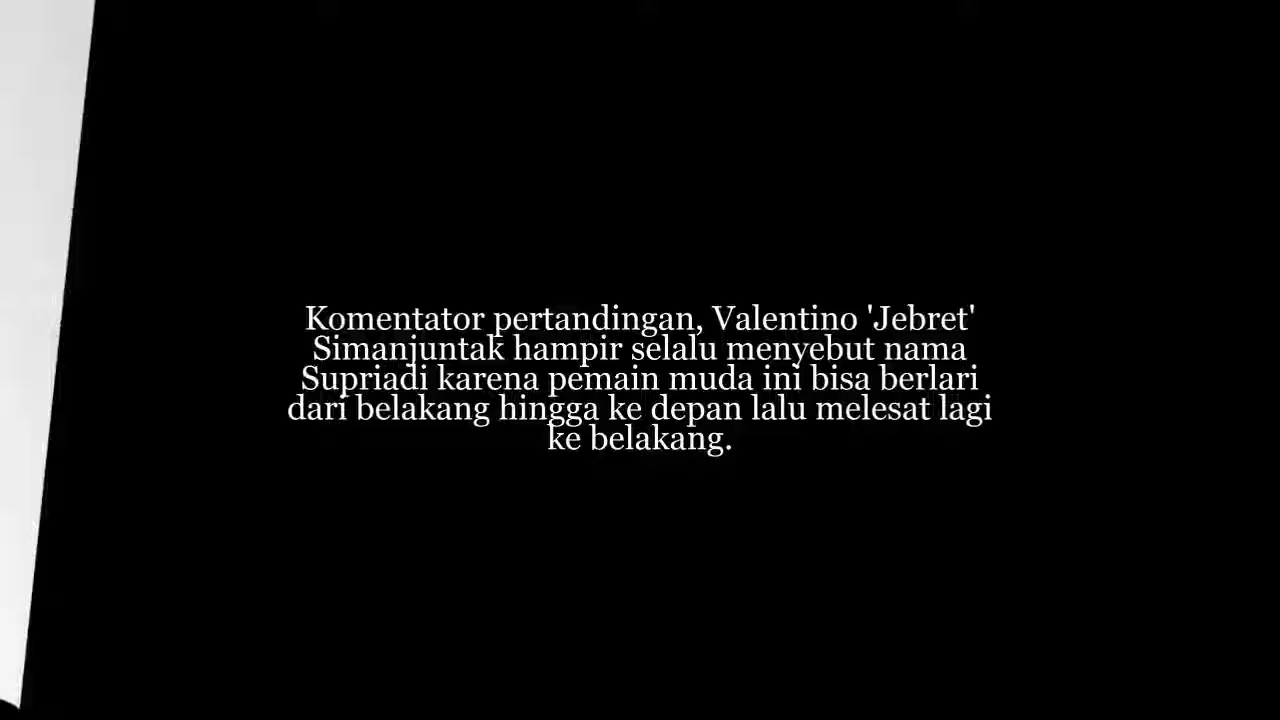 Komentator pertandingan, Valentino 'Jebret'
Simanjuntak hampir selalu menyebut nama
Supriadi karena pemain muda ini bisa berlari
dari belakang hingga ke depan lalu melesat lagi
ke belakang.